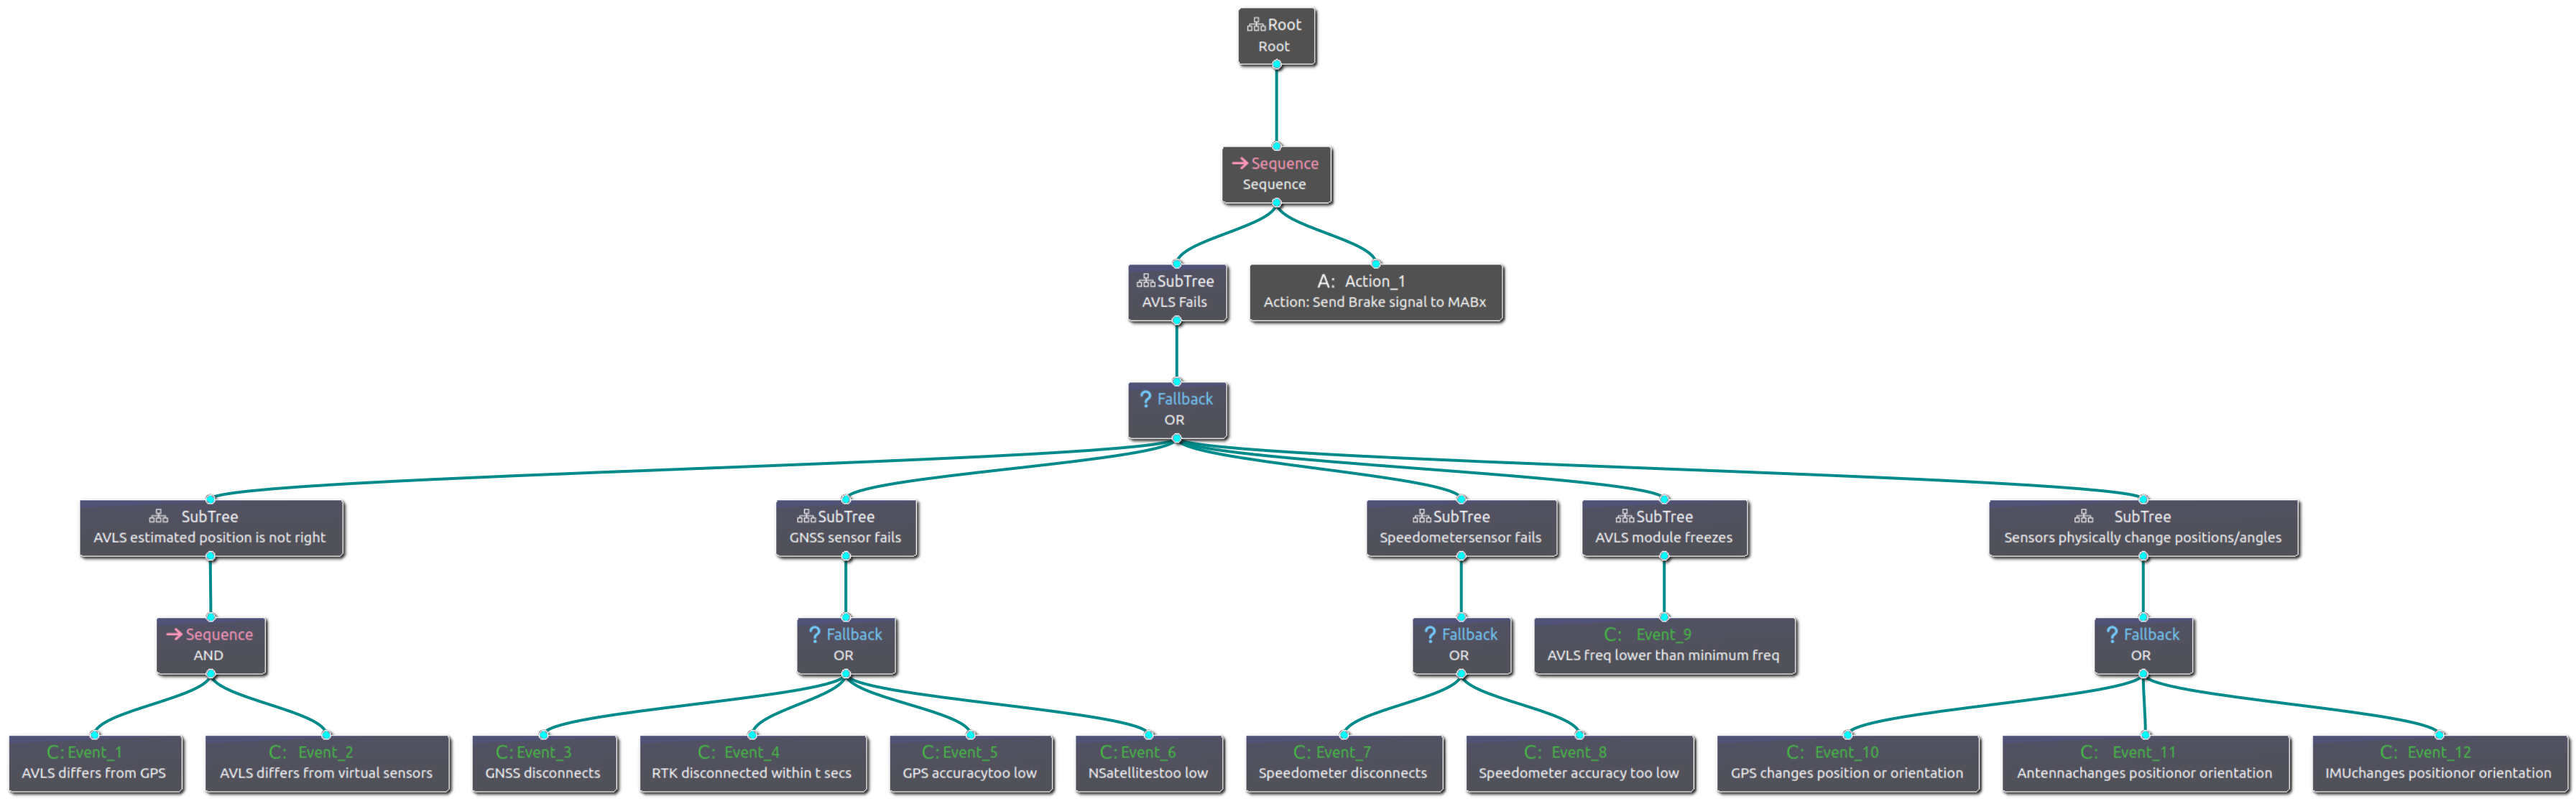 Root
Root
→ Sequence
Sequence
SubTree
AVLS Fails
A: Action_1
Action: Send Brake signal to MABx
? Fallback
OR
SubTree
AVLS estimated position is not right
SubTree
GNSS sensor fails
SubTree
Speedometersensor fails
SubTree
AVLS module freezes
SubTree
Sensors physically change positions/angles
→ Sequence
AND
? Fallback
OR
? Fallback
OR
C: Event_9
AVLS freq lower than minimum freq
? Fallback
OR
C: Event_1
AVLS differs from GPS
C: Event_2
AVLS differs from virtual sensors
C: Event_3
GNSS disconnects
C: Event_4
RTK disconnected within t secs
C: Event_5
GPS accuracytoo low
C: Event_6
NSatellitestoo low
C: Event_7
Speedometer disconnects
C: Event_8
Speedometer accuracy too low
C: Event_10
GPS changes position or orientation
C: Event_11
Antennachanges positionor orientation
C: Event_12
IMUchanges positionor orientation